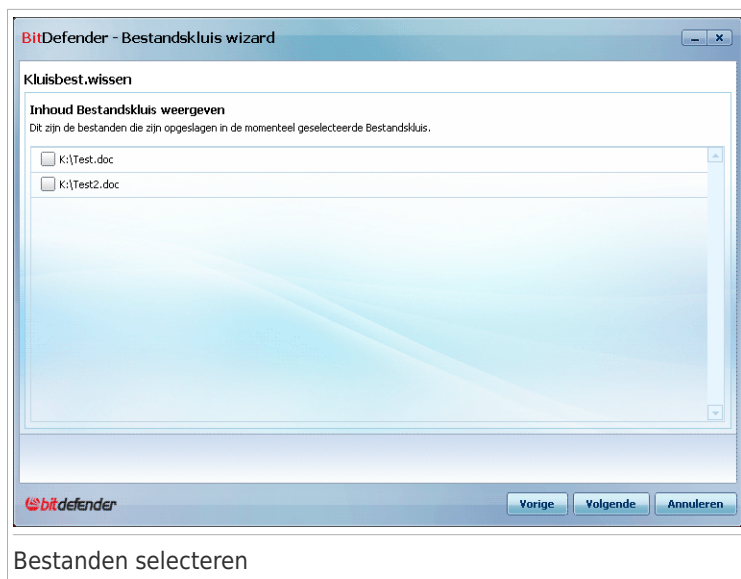 BitDefender - Bestandskluis wizard
Kluisbest.wissen
Inhoud Bestandskluis weergeven
Dit zijn de bestanden die zijn opgeslagen in de momenteel geselecteerde Bestandskluis.
K:\Test.doc
K:\Test2.doc
bitdefender
Vorige Volgende Annuleren
Bestanden selecteren